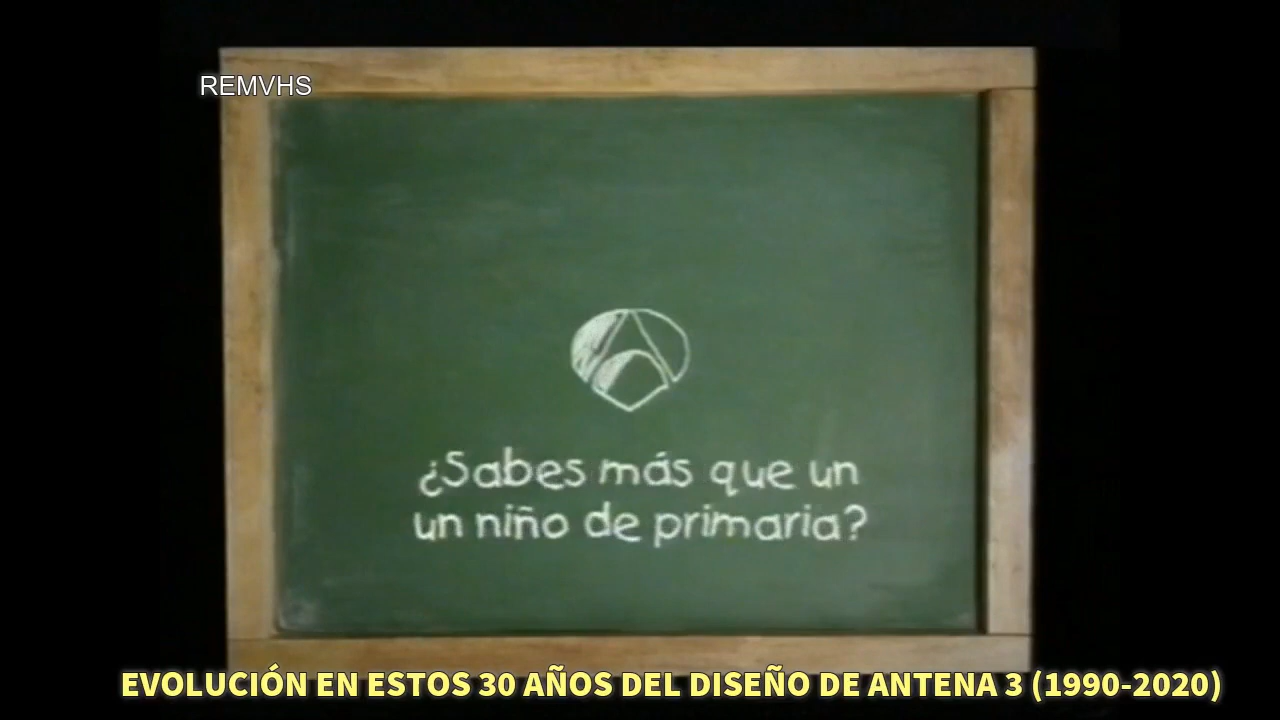 REMVHS
¿Sabes más que un
un niño de primaria?
EVOLUCIÓN EN ESTOS 30 AÑOS DEL DISEÑO DE ANTENA 3 (1990-2020)